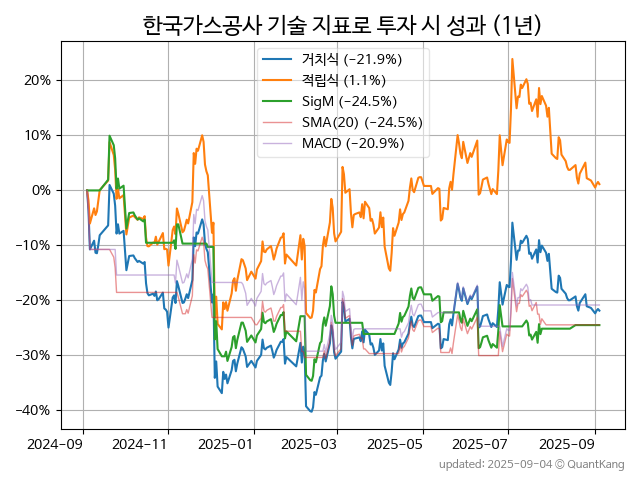 한국가스공사 기술 지표로 투자 시 성과 (1년)
거치식 (−21.9%)
적립식 (1.1%)
SigM (−24.5%)
SMA(20) (−24.5%)
MACD (−20.9%)
20%
10%
0%
−10%
−20%
−30%
−40%
2024-09 2024-11 2025-01 2025-03 2025-05 2025-07 2025-09
updated: 2025-09-04 © QuantKang